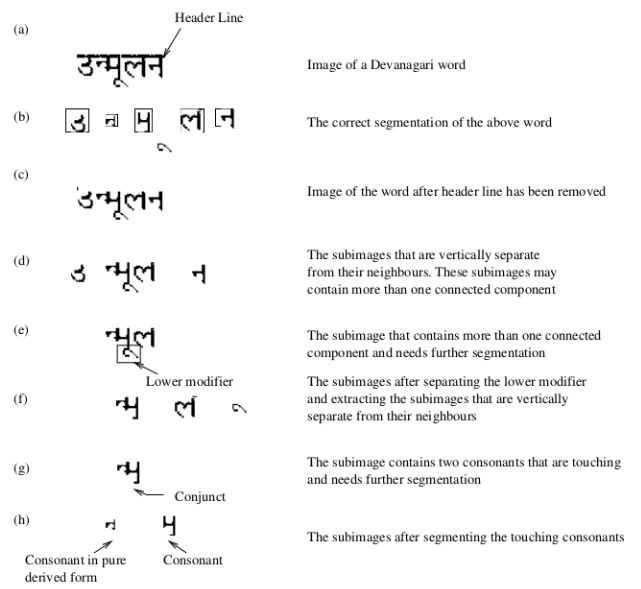 (a)
Header Line
उन्मूलन
Image of a Devanagari word
(b)
The correct segmentation of the above word
(c)
Image of the word after header line has been removed
(d)
The subimages that are vertically separate
from their neighbours. These subimages may
contain more than one connected component
(e)
The subimage that contains more than one connected
component and needs further segmentation
Lower modifier
(f)
The subimages after separating the lower modifier
and extracting the subimages that are vertically
separate from their neighbours
(g)
The subimage contains two consonants that are touching
and needs further segmentation
Conjunct
(h)
The subimages after segmenting the touching consonants
Consonant in pure
derived form
Consonant